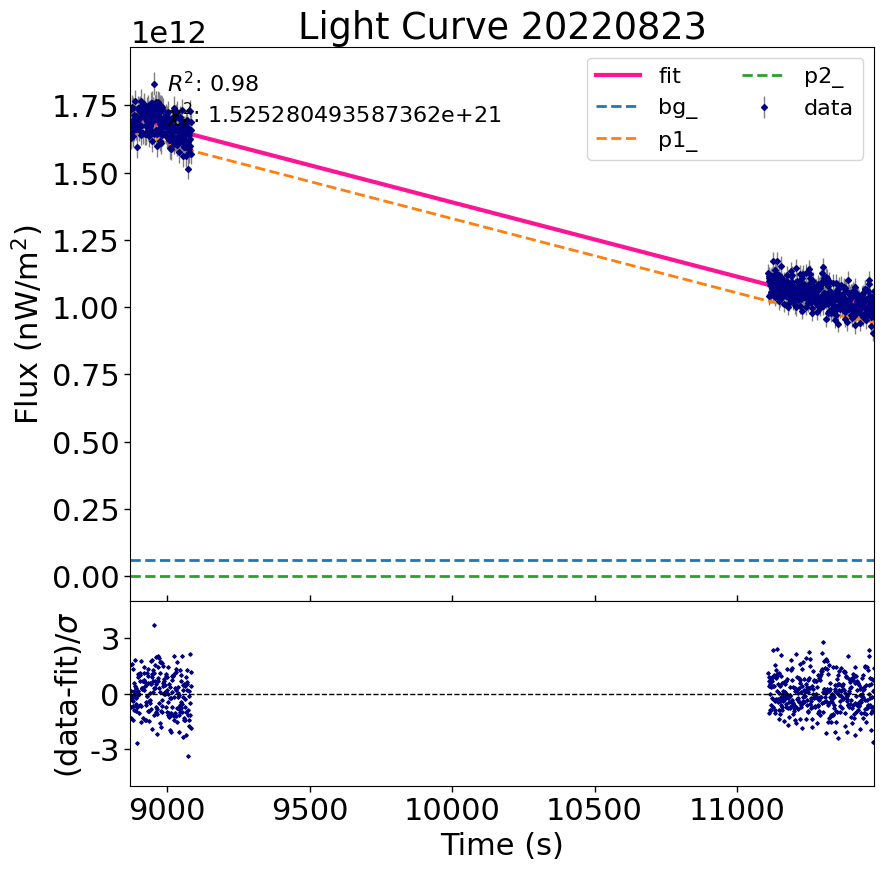 Light Curve 20220823
1e12
R²: 0.98
χ²: 1.525280493587362e+21
fit
bg_
p1_
p2_
data
Flux (nW/m²)
1.75
1.50
1.25
1.00
0.75
0.50
0.25
0.00
(data-fit)/σ
3
0
-3
9000 9500 10000 10500 11000
Time (s)